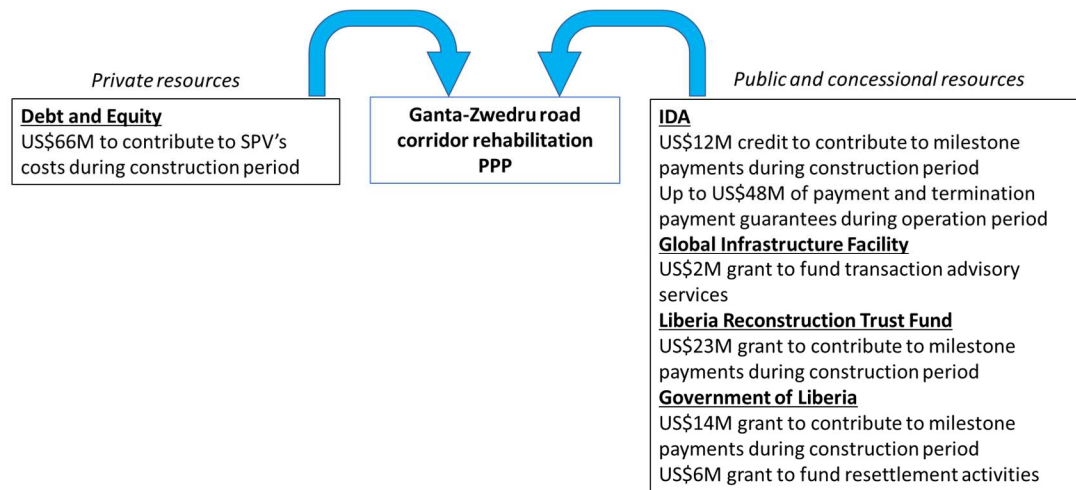 Private resources
Debt and Equity
US$66M to contribute to SPV's
costs during construction period
Ganta-Zwedru road
corridor rehabilitation
PPP
Public and concessional resources
IDA
US$12M credit to contribute to milestone
payments during construction period
Up to US$48M of payment and termination
payment guarantees during operation period
Global Infrastructure Facility
US$2M grant to fund transaction advisory
services
Liberia Reconstruction Trust Fund
US$23M grant to contribute to milestone
payments during construction period
Government of Liberia
US$14M grant to contribute to milestone
payments during construction period
US$6M grant to fund resettlement activities